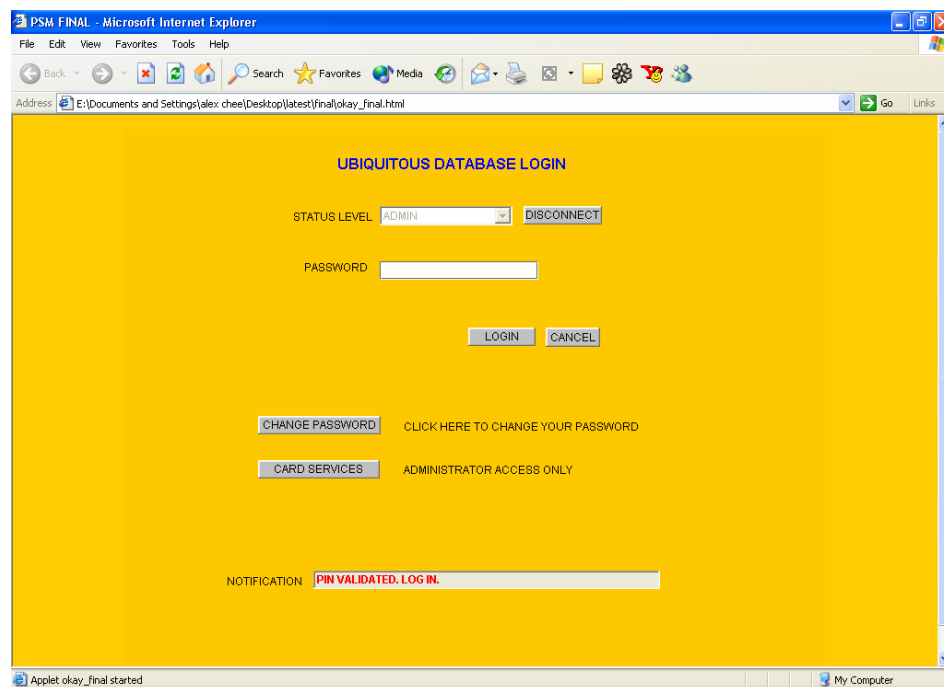 PSM FINAL - Microsoft Internet Explorer
File Edit View Favorites Tools Help
Back Search Favorites Media
Address E:\Documents and Settings\alex chee\Desktop\latest\final\okay_final.html Go Links
UBIQUITOUS DATABASE LOGIN
STATUS LEVEL ADMIN DISCONNECT
PASSWORD
LOGIN CANCEL
CHANGE PASSWORD CLICK HERE TO CHANGE YOUR PASSWORD
CARD SERVICES ADMINISTRATOR ACCESS ONLY
NOTIFICATION PIN VALIDATED. LOG IN.
Applet okay_final started My Computer